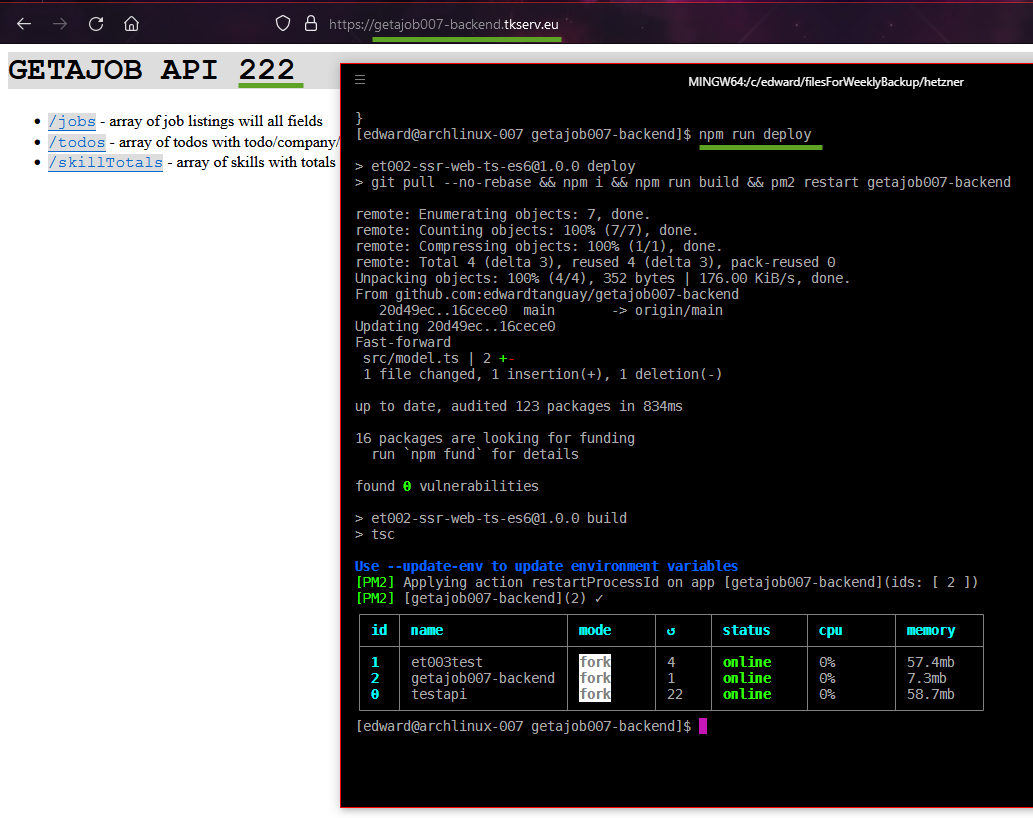 https://getajob007-backend.tkserv.eu
GETAJOB API 222
/jobs - array of job listings will all fields
/todos - array of todos with todo/company/
/skillTotals - array of skills with totals
MINGW64:/c/edward/filesForWeeklyBackup/hetzner
}
[edward@archlinux-007 getajob007-backend]$ npm run deploy
> et002-ssr-web-ts-es6@1.0.0 deploy
> git pull --no-rebase && npm i && npm run build && pm2 restart getajob007-backend
remote: Enumerating objects: 7, done.
remote: Counting objects: 100% (7/7), done.
remote: Compressing objects: 100% (1/1), done.
remote: Total 4 (delta 3), reused 4 (delta 3), pack-reused 0
Unpacking objects: 100% (4/4), 352 bytes | 176.00 KiB/s, done.
From github.com:edwardtanguay/getajob007-backend
20d49ec..16cece0  main       -> origin/main
Updating 20d49ec..16cece0
Fast-forward
src/model.ts | 2 +-
1 file changed, 1 insertion(+), 1 deletion(-)
up to date, audited 123 packages in 834ms
16 packages are looking for funding
run `npm fund` for details
found 0 vulnerabilities
> et002-ssr-web-ts-es6@1.0.0 build
> tsc
Use --update-env to update environment variables
[PM2] Applying action restartProcessId on app [getajob007-backend](ids: [ 2 ])
[PM2] [getajob007-backend](2) ✓
id name mode ↺ status cpu memory
1 et003test fork 4 online 0% 57.4mb
2 getajob007-backend fork 1 online 0% 7.3mb
0 testapi fork 22 online 0% 58.7mb
[edward@archlinux-007 getajob007-backend]$